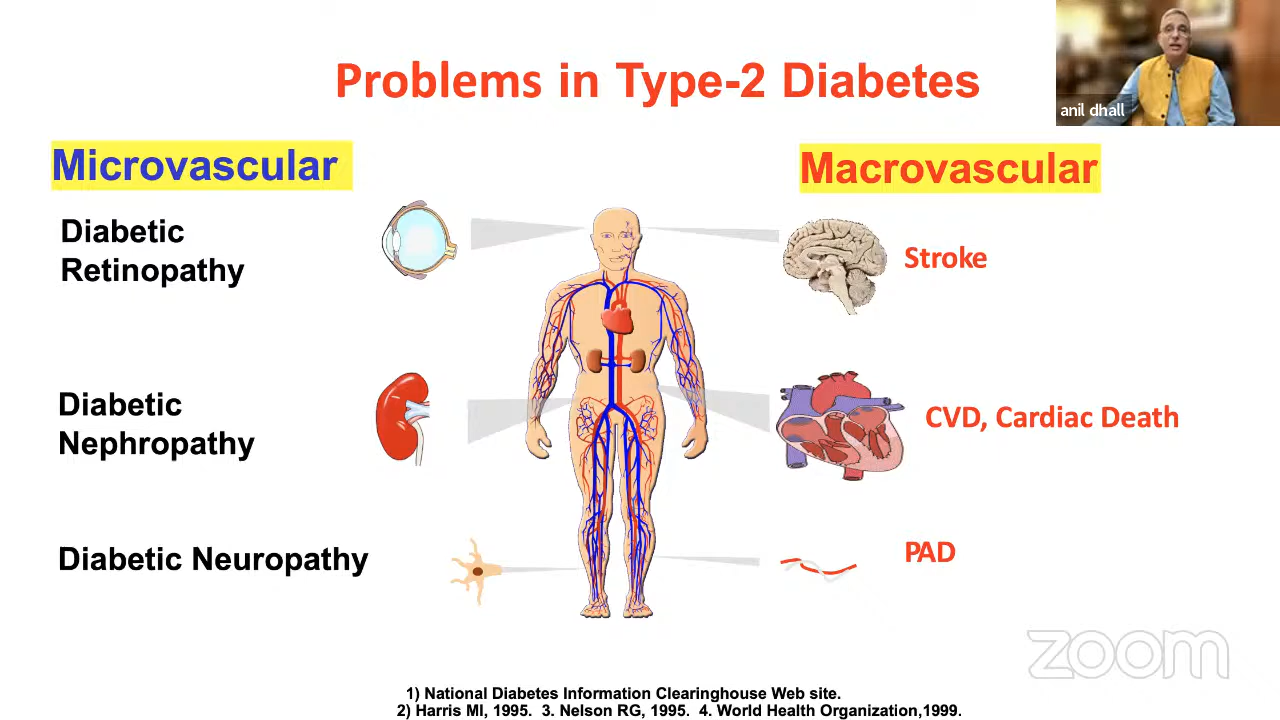 Problems in Type-2 Diabetes
anil dhall
Microvascular
Macrovascular
Diabetic
Retinopathy
Stroke
Diabetic
Nephropathy
CVD, Cardiac Death
Diabetic Neuropathy
PAD
zoom
1) National Diabetes Information Clearinghouse Web site.
2) Harris MI, 1995. 3. Nelson RG, 1995. 4. World Health Organization,1999.